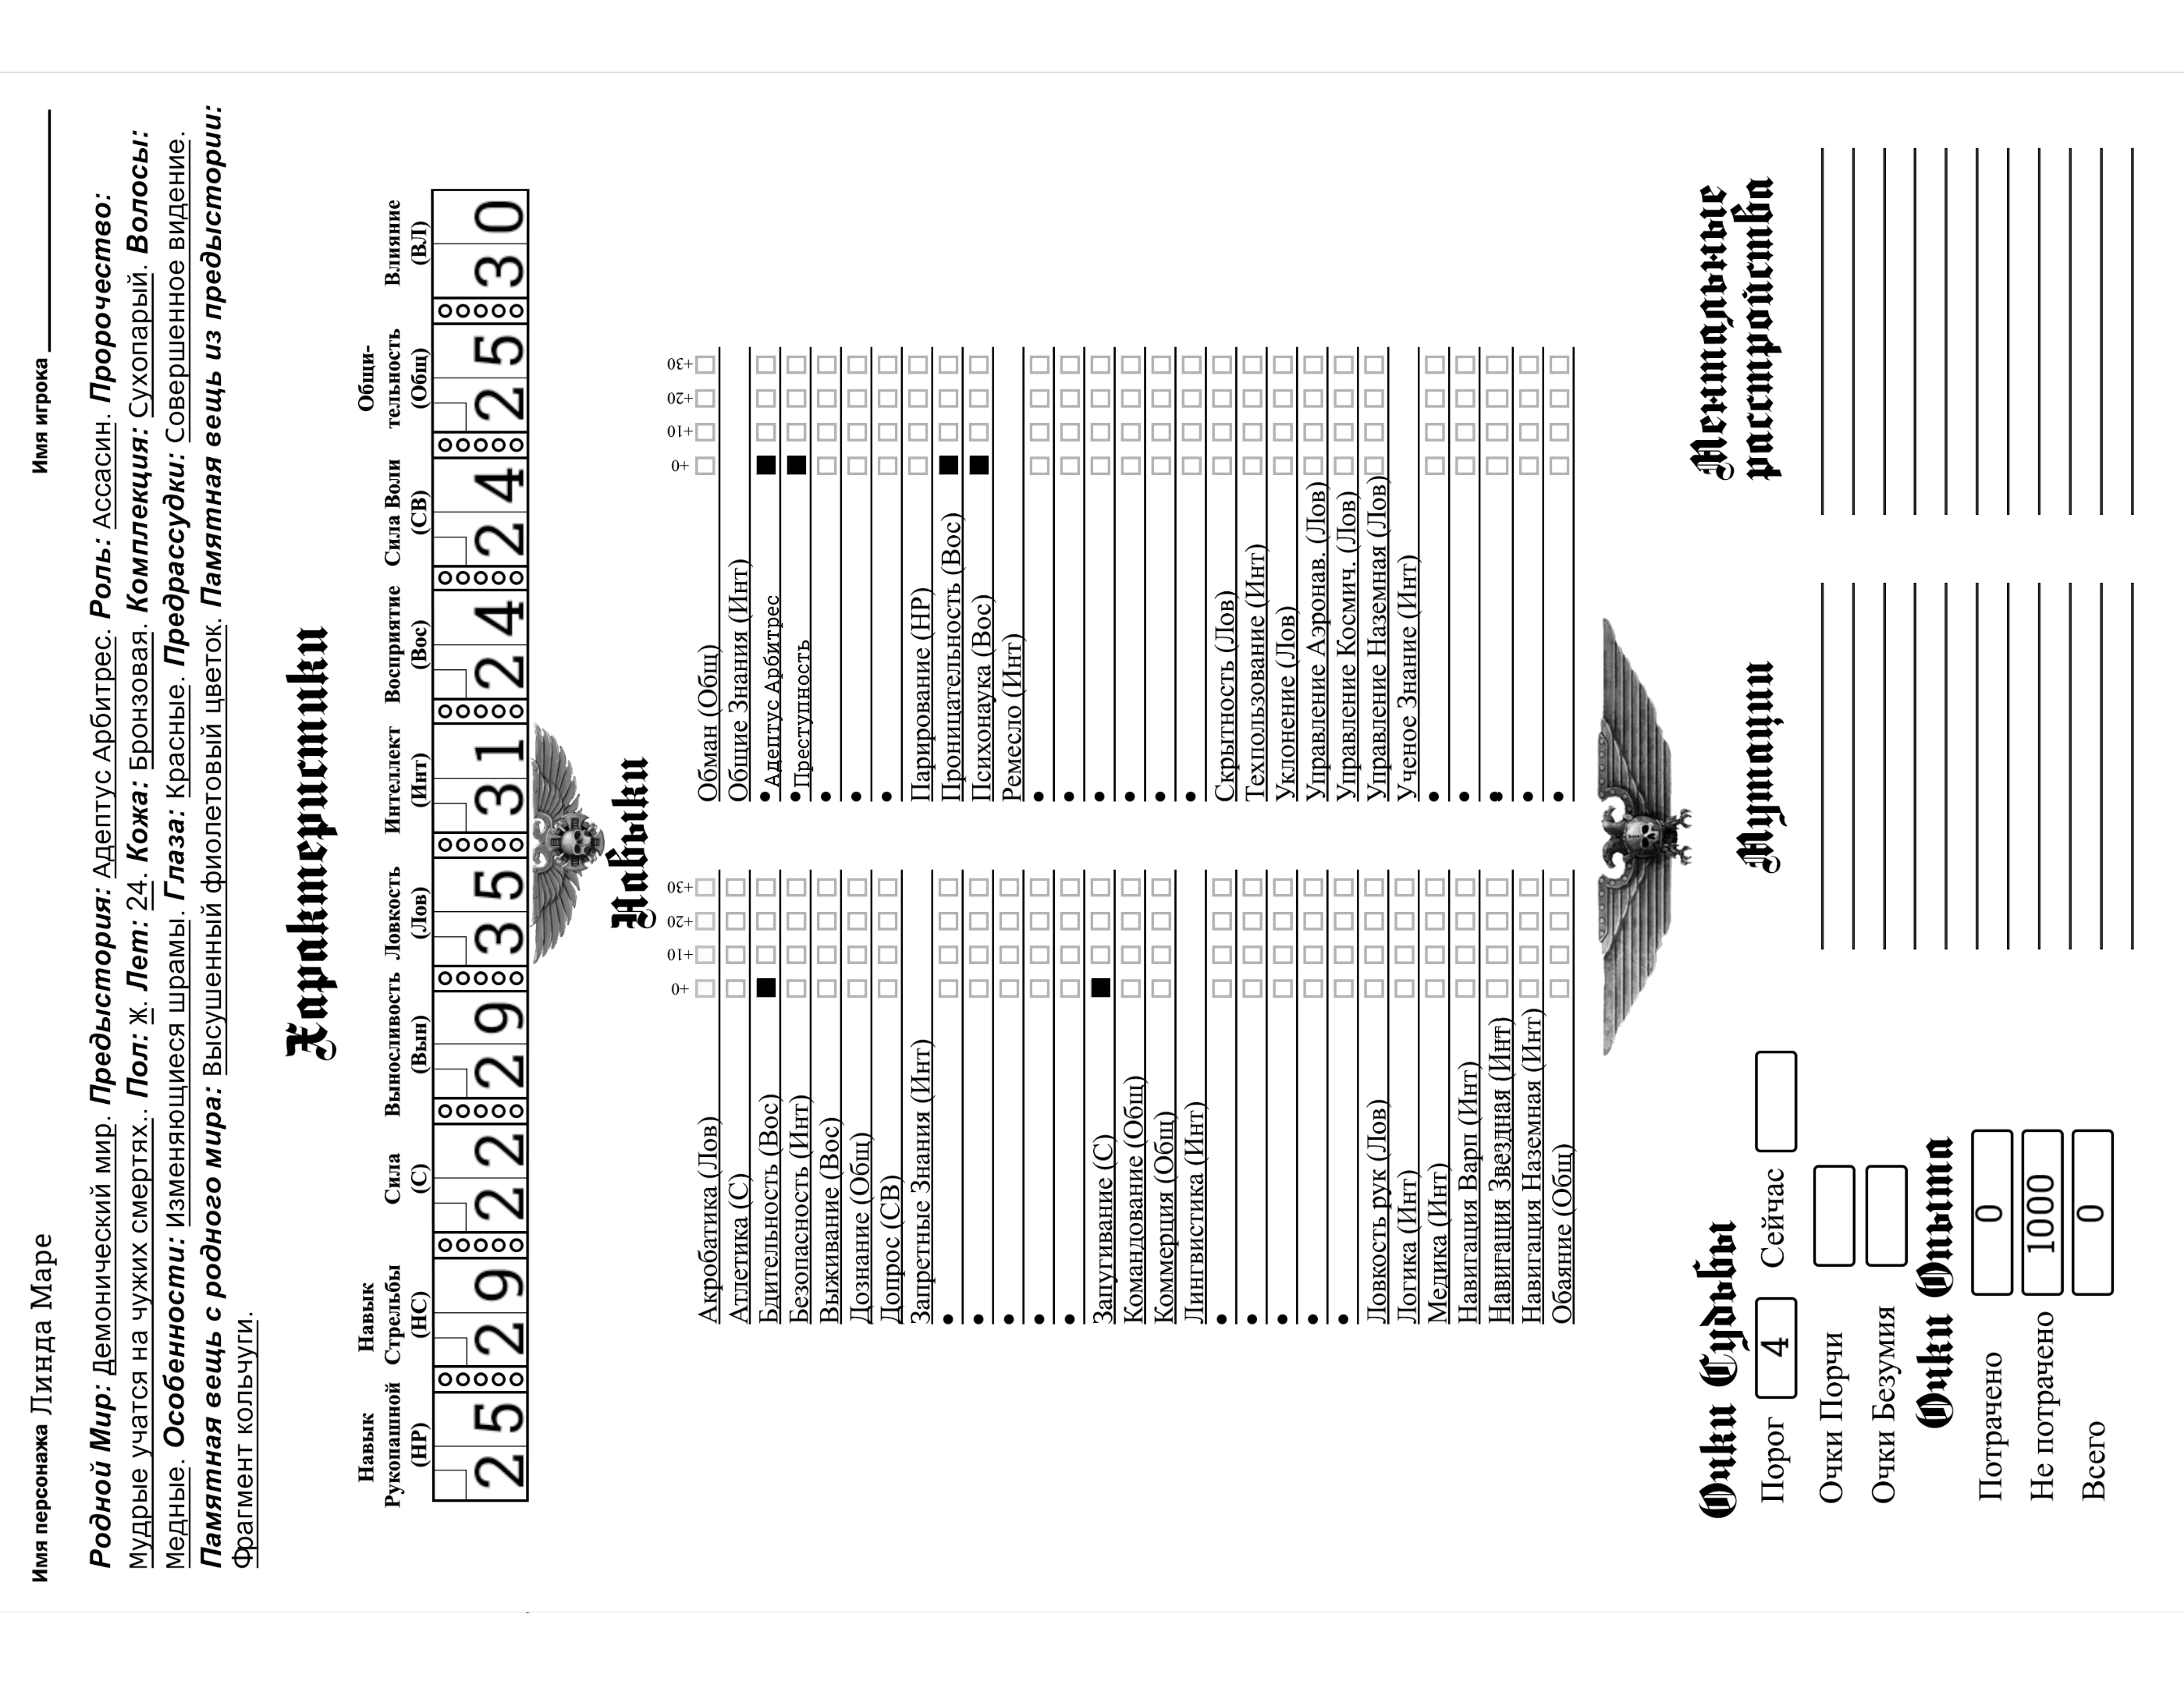 Имя персонажа Линда Маре
Имя игрока
Родной Мир: Демонический мир. Предыстория: Адептус Арбитрес. Роль: Ассасин. Пророчество:
Мудрые учатся на чужих смертях.. Пол: Ж. Лет: 24. Кожа: Бронзовая. Комплекция: Сухопарый. Волосы:
Медные. Особенности: Изменяющиеся шрамы. Глаза: Красные. Предрассудки: Совершенное видение.
Памятная вещь с родного мира: Высушенный фиолетовый цветок. Памятная вещь из предыстории:
Фрагмент кольчуги.
Характеристики
Навык Рукопашной (НР)
Навык Стрельбы (НС)
Сила (С)
Выносливость (Вын)
Ловкость (Лов)
Интеллект (Инт)
Восприятие (Вос)
Сила Воли (СВ)
Общи-
тельность (Общ)
Влияние (ВЛ)
25 29 22 29 35 31 24 24 25 30
Навыки
+0 +10 +20 +30
Акробатика (Лов)
Атлетика (С)
Бдительность (Вос)
Безопасность (Инт)
Выживание (Вос)
Дознание (Общ)
Допрос (СВ)
Запретные Знания (Инт)
•
•
•
•
•
Запугивание (С)
Командование (Общ)
Коммерция (Общ)
Лингвистика (Инт)
•
•
•
•
•
Ловкость рук (Лов)
Логика (Инт)
Медика (Инт)
Навигация Варп (Инт)
Навигация Звездная (Инт)
Навигация Наземная (Инт)
Обаяние (Общ)
+0 +10 +20 +30
Обман (Общ)
Общие Знания (Инт)
• Адептус Арбитрес
• Преступность
•
•
•
Парирование (НР)
Проницательность (Вос)
Психонаука (Вос)
Ремесло (Инт)
•
•
•
•
•
•
Скрытность (Лов)
Техпользование (Инт)
Уклонение (Лов)
Управление Аэронав. (Лов)
Управление Космич. (Лов)
Управление Наземная (Лов)
Ученое Знание (Инт)
•
•
•
•
•
Очки Судьбы
Порог 4 Сейчас
Очки Порчи
Очки Безумия
Очки Опыта
Потрачено 0
Не потрачено 1000
Всего 0
Мутации
Ментальные
расстройства